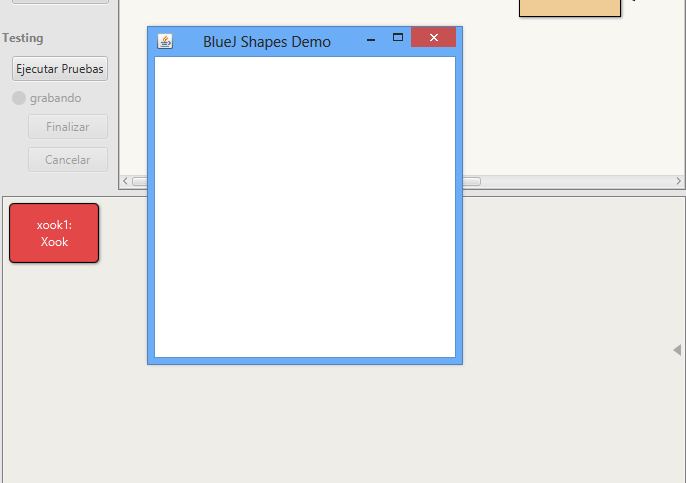 Testing
Ejecutar Pruebas
grabando
Finalizar
Cancelar
BlueJ Shapes Demo
xook1:
Xook